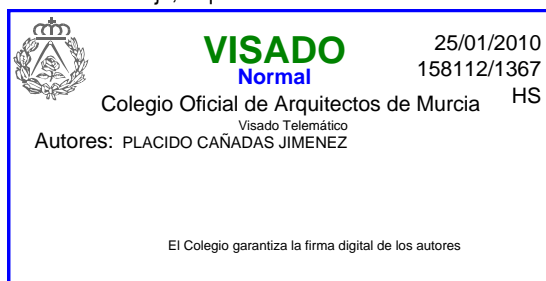 VISADO
25/01/2010
Normal
158112/1367
Colegio Oficial de Arquitectos de Murcia
HS
Visado Telemático
Autores: PLACIDO CAÑADAS JIMENEZ
El Colegio garantiza la firma digital de los autores